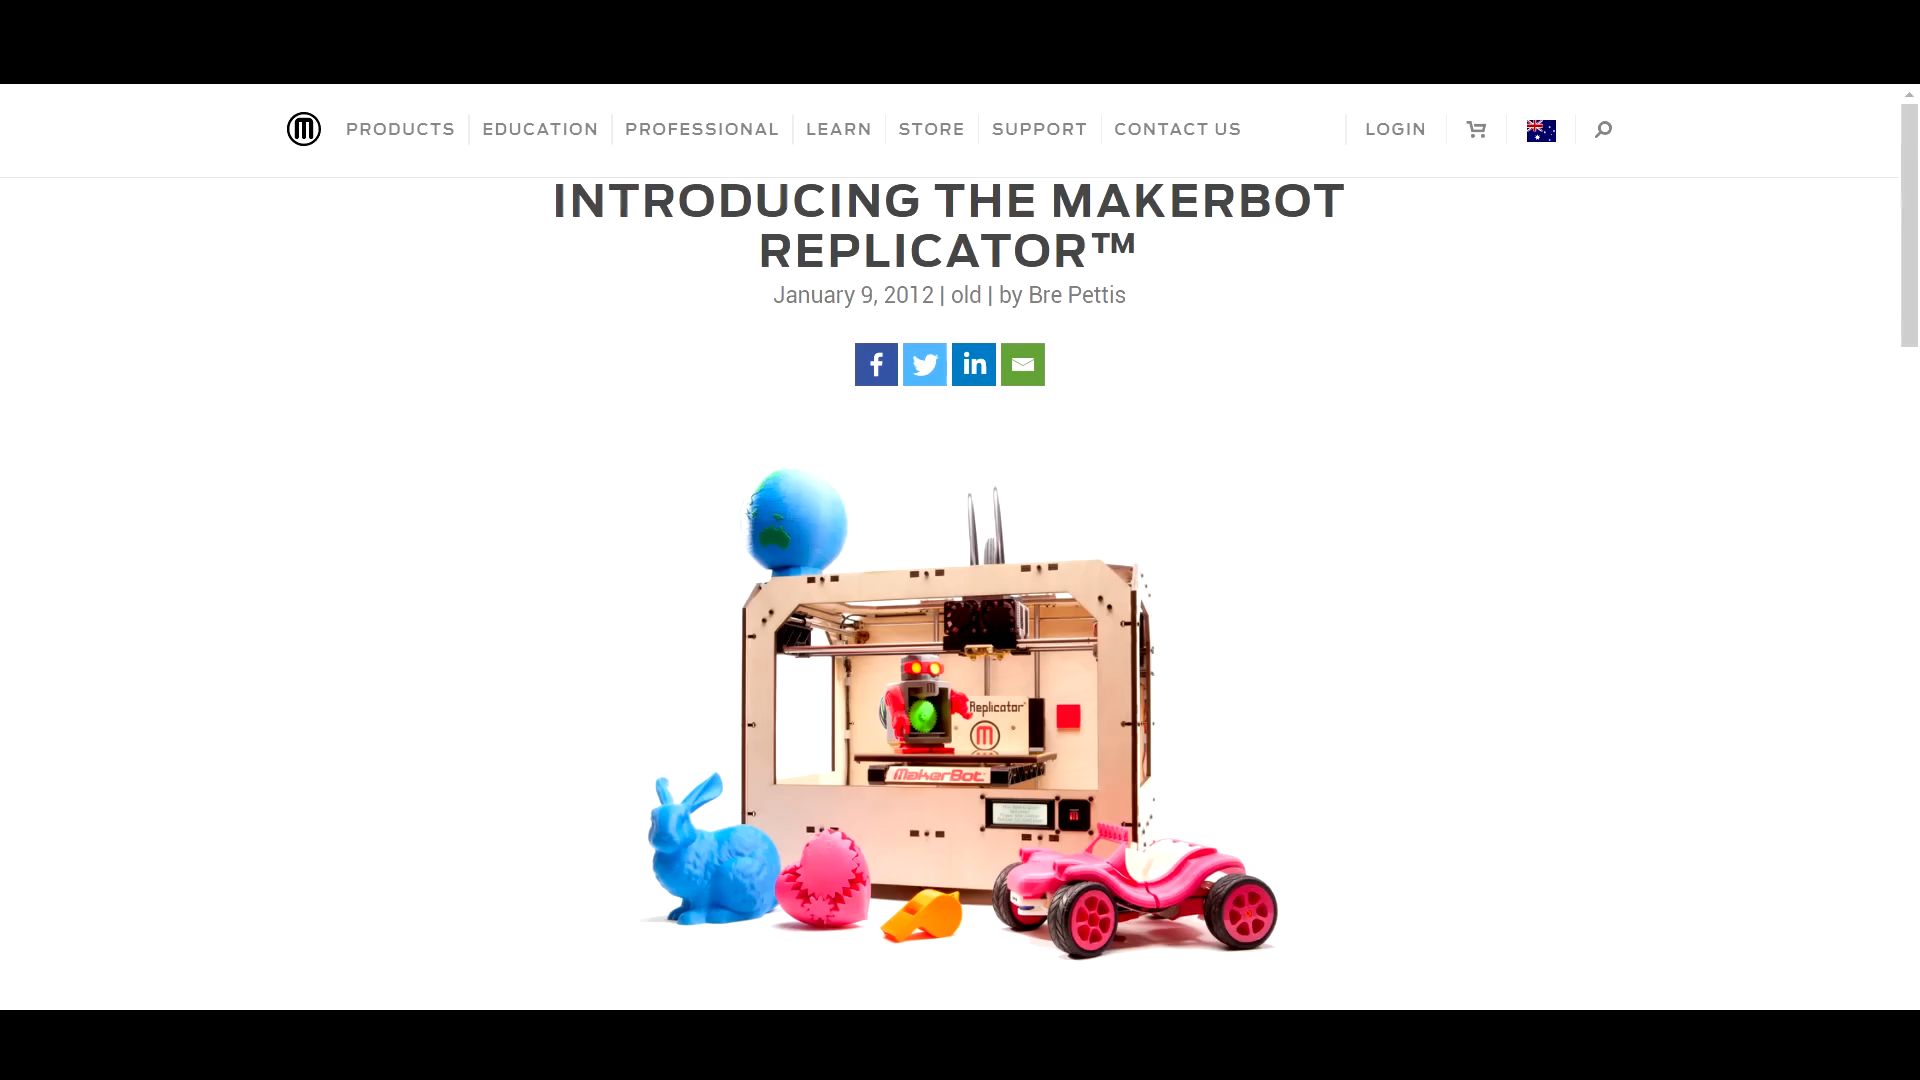 PRODUCTS EDUCATION PROFESSIONAL LEARN STORE SUPPORT CONTACT US LOGIN
INTRODUCING THE MAKERBOT
REPLICATOR™
January 9, 2012 | old | by Bre Pettis
Replicator
MakerBot